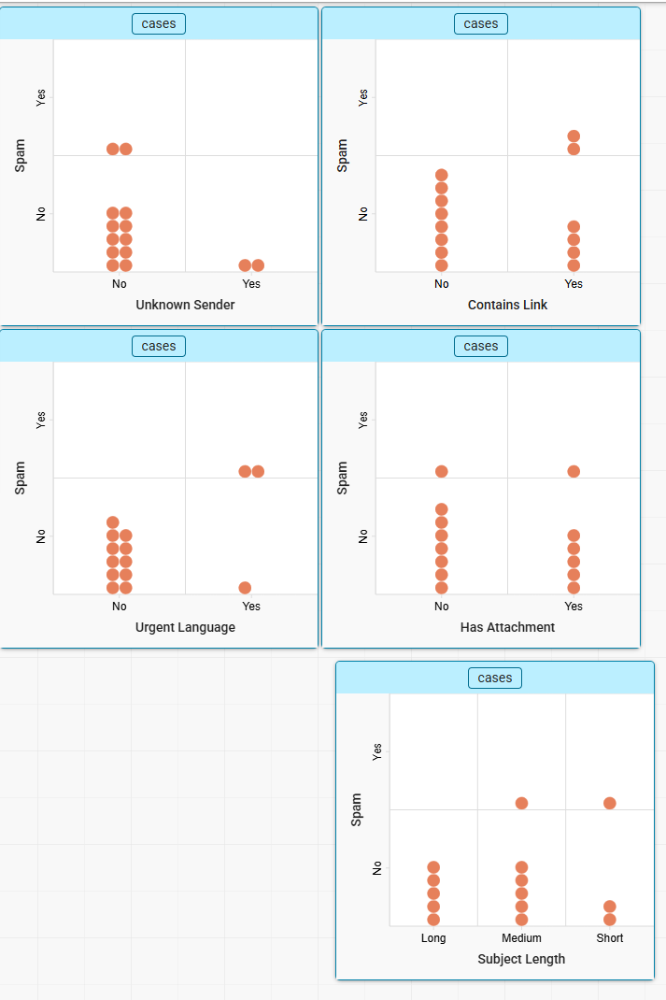 cases
Spam
Yes
No
No
Yes
Unknown Sender
cases
Spam
Yes
No
No
Yes
Contains Link
cases
Spam
Yes
No
No
Yes
Urgent Language
cases
Spam
Yes
No
No
Yes
Has Attachment
cases
Spam
Yes
No
Long
Medium
Short
Subject Length